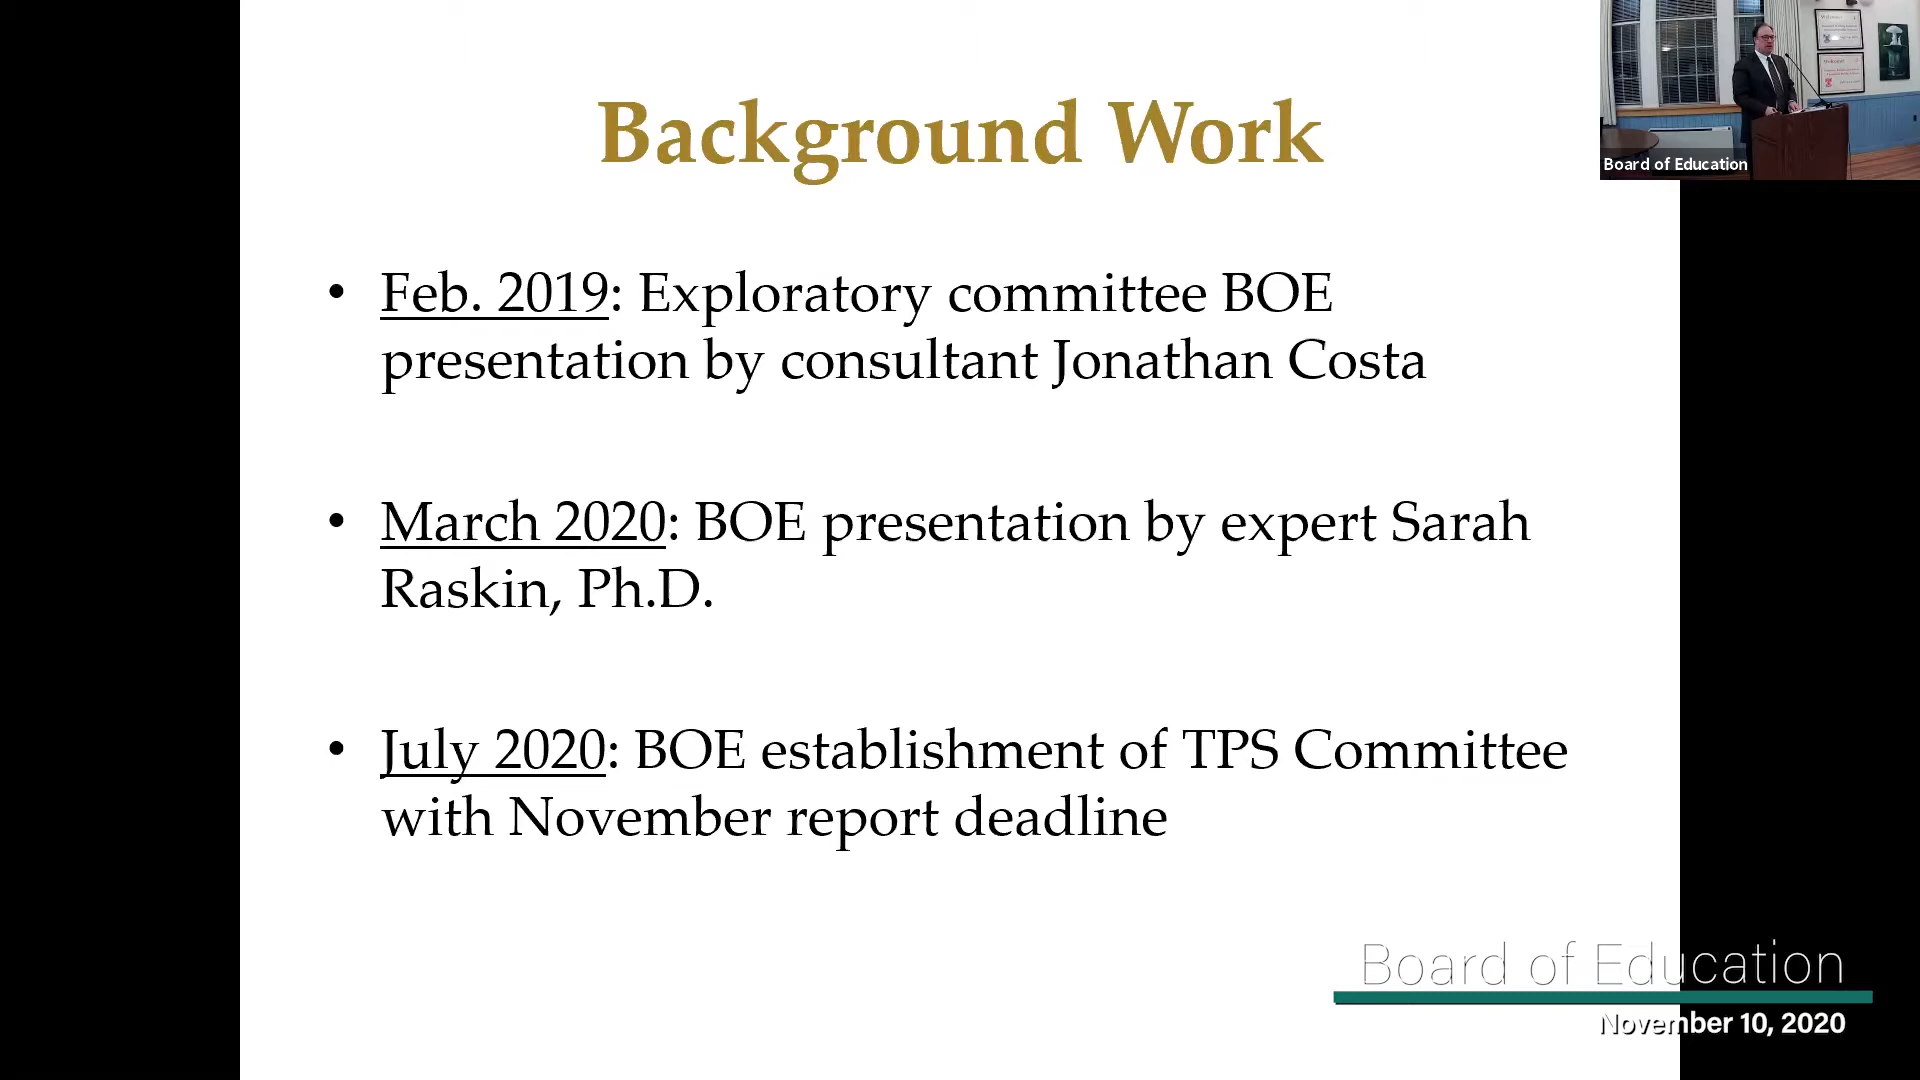 Background Work
• Feb. 2019: Exploratory committee BOE
presentation by consultant Jonathan Costa
• March 2020: BOE presentation by expert Sarah
Raskin, Ph.D.
• July 2020: BOE establishment of TPS Committee
with November report deadline
Board of Education
Board of Education
November 10, 2020